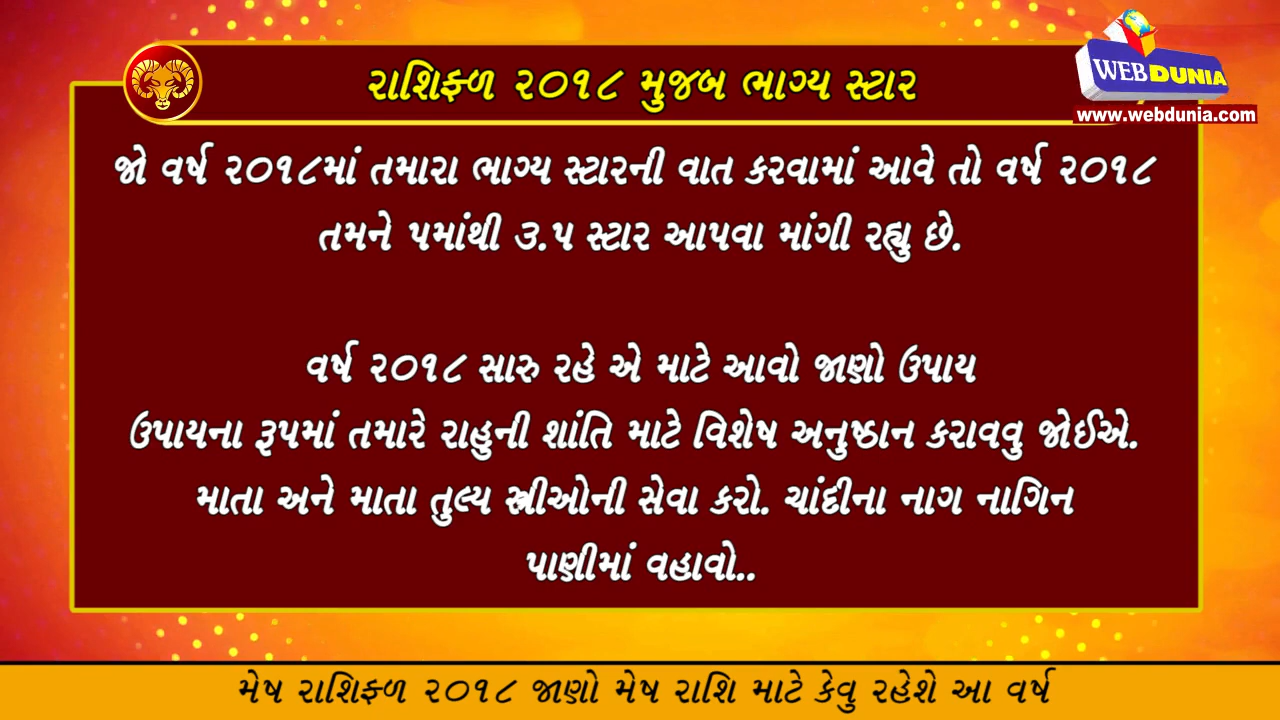 રાશિફળ ૨૦૧૮ મુજબ ભાગ્ય સ્ટાર
WEBDUNIA
www.webdunia.com
જો વર્ષ ૨૦૧૮માં તમારા ભાગ્ય સ્ટારની વાત કરવામાં આવે તો વર્ષ ૨૦૧૮
તમને ૫માંથી ૩.૫ સ્ટાર આપવા માંગી રહ્યુ છે.
વર્ષ ૨૦૧૮ સારુ રહે એ માટે આવો જાણો ઉપાય
ઉપાયના રૂપમાં તમારે રાહુની શાંતિ માટે વિશેષ અનુષ્ઠાન કરાવવુ જોઈએ.
માતા અને માતા તુલ્ય સ્ત્રીઓની સેવા કરો. ચાંદીના નાગ નાગિન
પાણીમાં વહાવો..
મેષ રાશિફળ ૨૦૧૮ જાણો મેષ રાશિ માટે કેવુ રહેશે આ વર્ષ